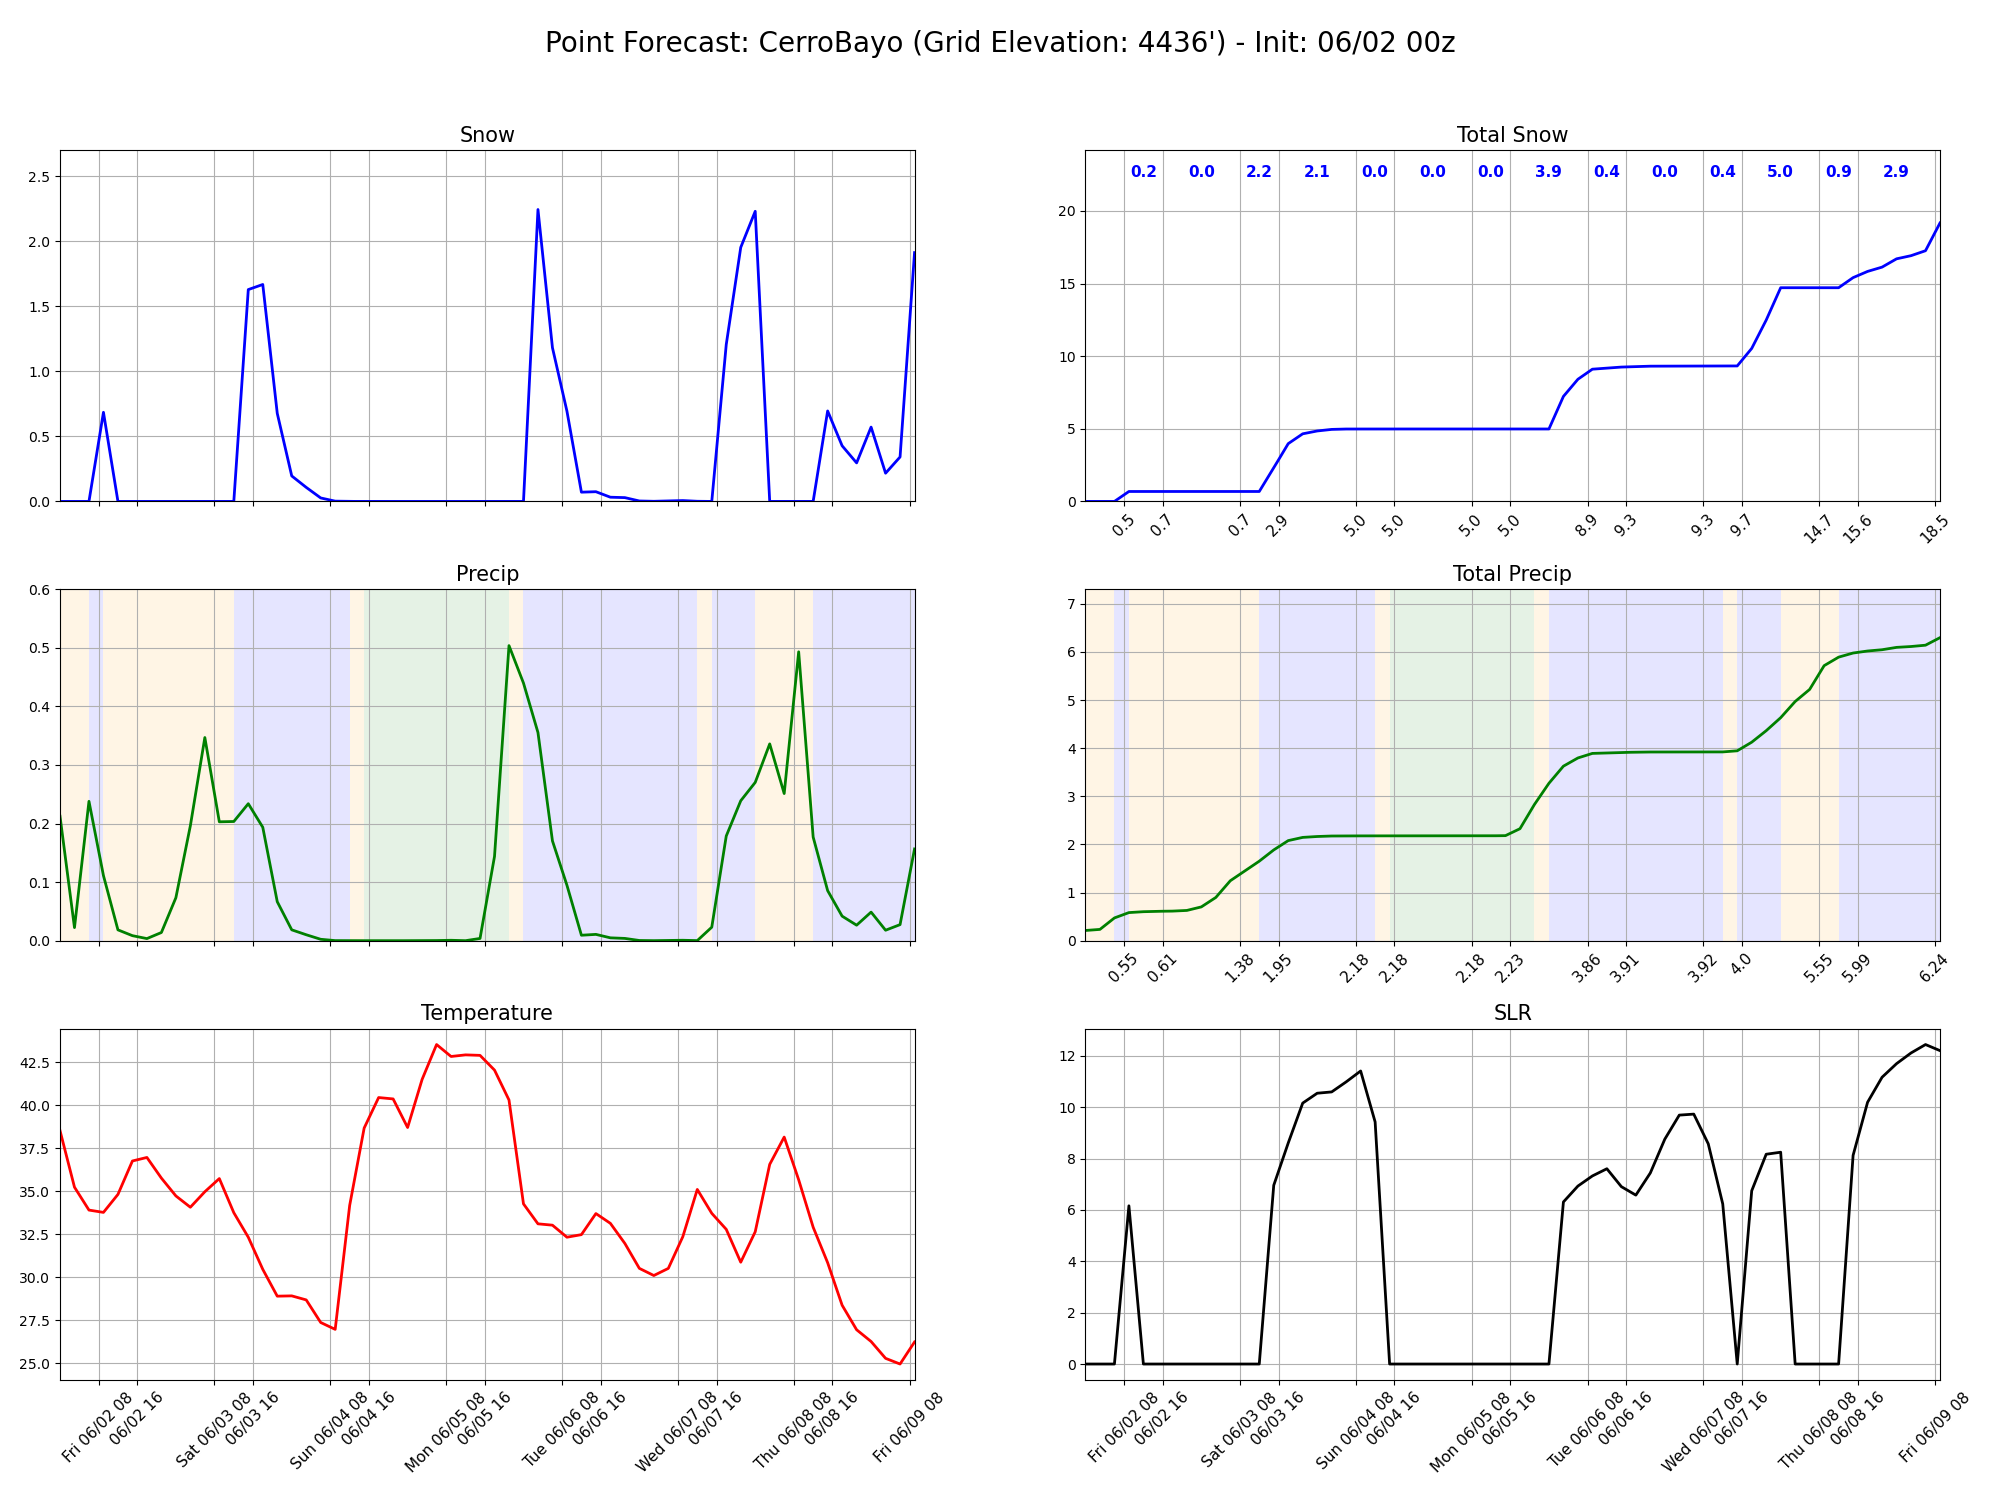 Point Forecast: CerroBayo (Grid Elevation: 4436') - Init: 06/02 00z
Snow
2.5
2.0
1.5
1.0
0.5
0.0
Total Snow
0.2 0.0 2.2 2.1 0.0 0.0 0.0 3.9 0.4 0.0 0.4 5.0 0.9 2.9
20
15
10
5
0
0.5 0.7 0.7 2.9 5.0 5.0 5.0 5.0 8.9 9.3 9.3 9.7 14.7 15.6 18.5
Precip
0.6
0.5
0.4
0.3
0.2
0.1
0.0
Total Precip
7
6
5
4
3
2
1
0
0.55 0.61 1.38 1.95 2.18 2.18 2.18 2.23 3.86 3.91 3.92 4.0 5.55 5.99 6.24
Temperature
42.5
40.0
37.5
35.0
32.5
30.0
27.5
25.0
Fri 06/02 08
06/02 16
Sat 06/03 08
06/03 16
Sun 06/04 08
06/04 16
Mon 06/05 08
06/05 16
Tue 06/06 08
06/06 16
Wed 06/07 08
06/07 16
Thu 06/08 08
06/08 16
Fri 06/09 08
SLR
12
10
8
6
4
2
0
Fri 06/02 08
06/02 16
Sat 06/03 08
06/03 16
Sun 06/04 08
06/04 16
Mon 06/05 08
06/05 16
Tue 06/06 08
06/06 16
Wed 06/07 08
06/07 16
Thu 06/08 08
06/08 16
Fri 06/09 08